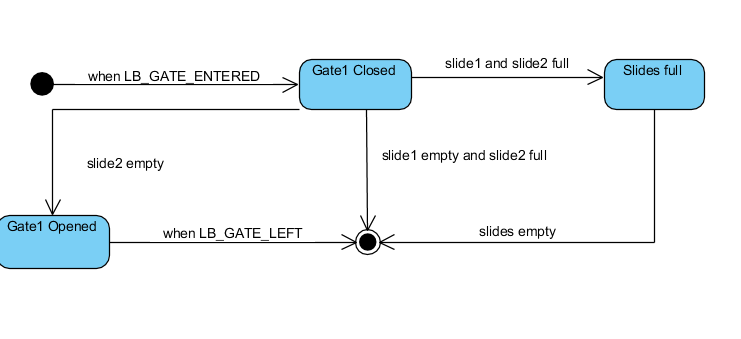 when LB_GATE_ENTERED
Gate1 Closed
slide1 and slide2 full
Slides full
slide2 empty
slide1 empty and slide2 full
Gate1 Opened
when LB_GATE_LEFT
slides empty